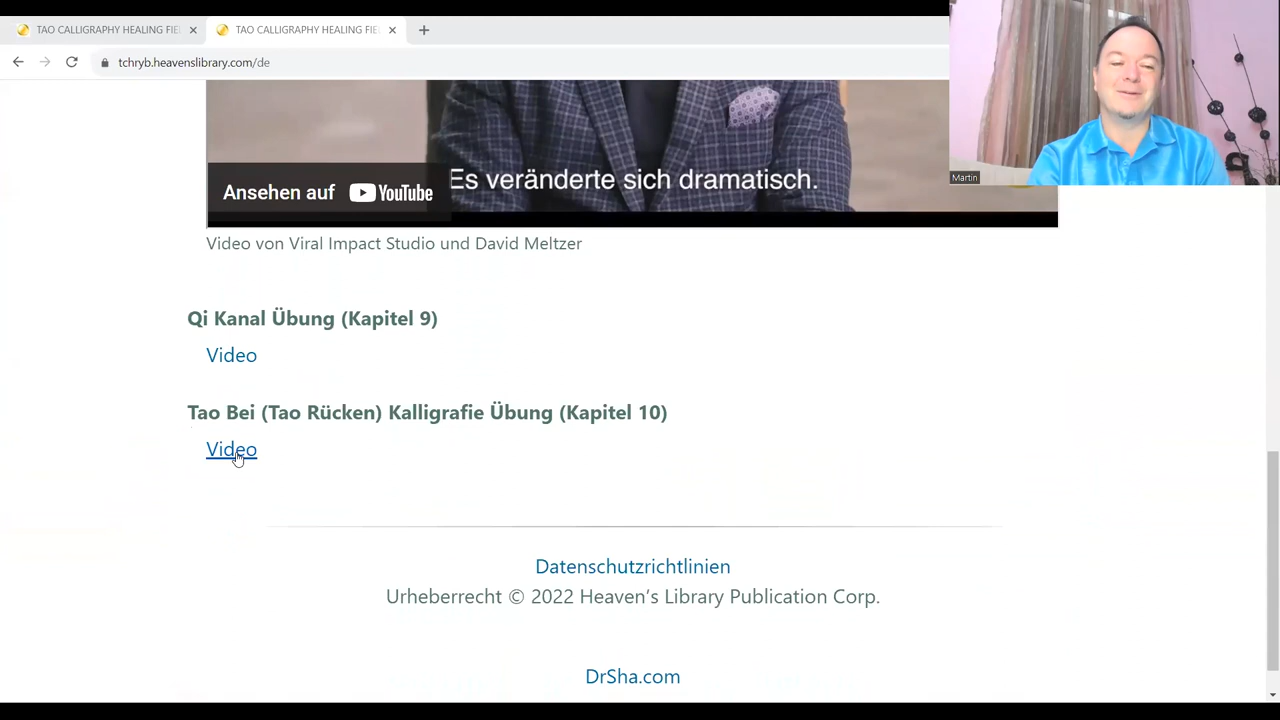 TAO CALLIGRAPHY HEALING FIE
TAO CALLIGRAPHY HEALING FIE
tchryb.heavenslibrary.com/de
Martin
Es veränderte sich dramatisch.
Ansehen auf YouTube
Video von Viral Impact Studio und David Meltzer
Qi Kanal Übung (Kapitel 9)
Video
Tao Bei (Tao Rücken) Kalligrafie Übung (Kapitel 10)
Video
Datenschutzrichtlinien
Urheberrecht © 2022 Heaven’s Library Publication Corp.
DrSha.com